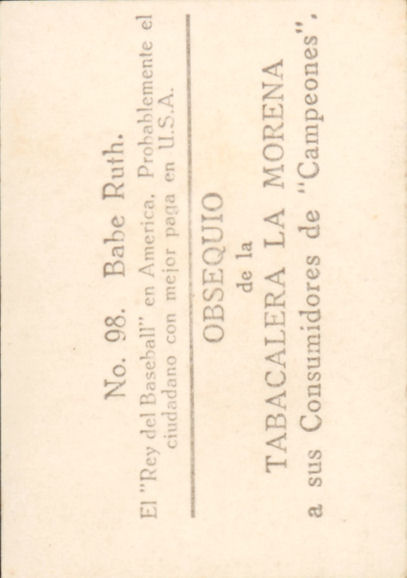 No. 98. Babe Ruth.
El "Rey del Baseball" en America. Probablemente el
ciudadano con mejor paga en U.S.A.
OBSEQUIO
de la
TABACALERA LA MORENA
a sus Consumidores de "Campeones".